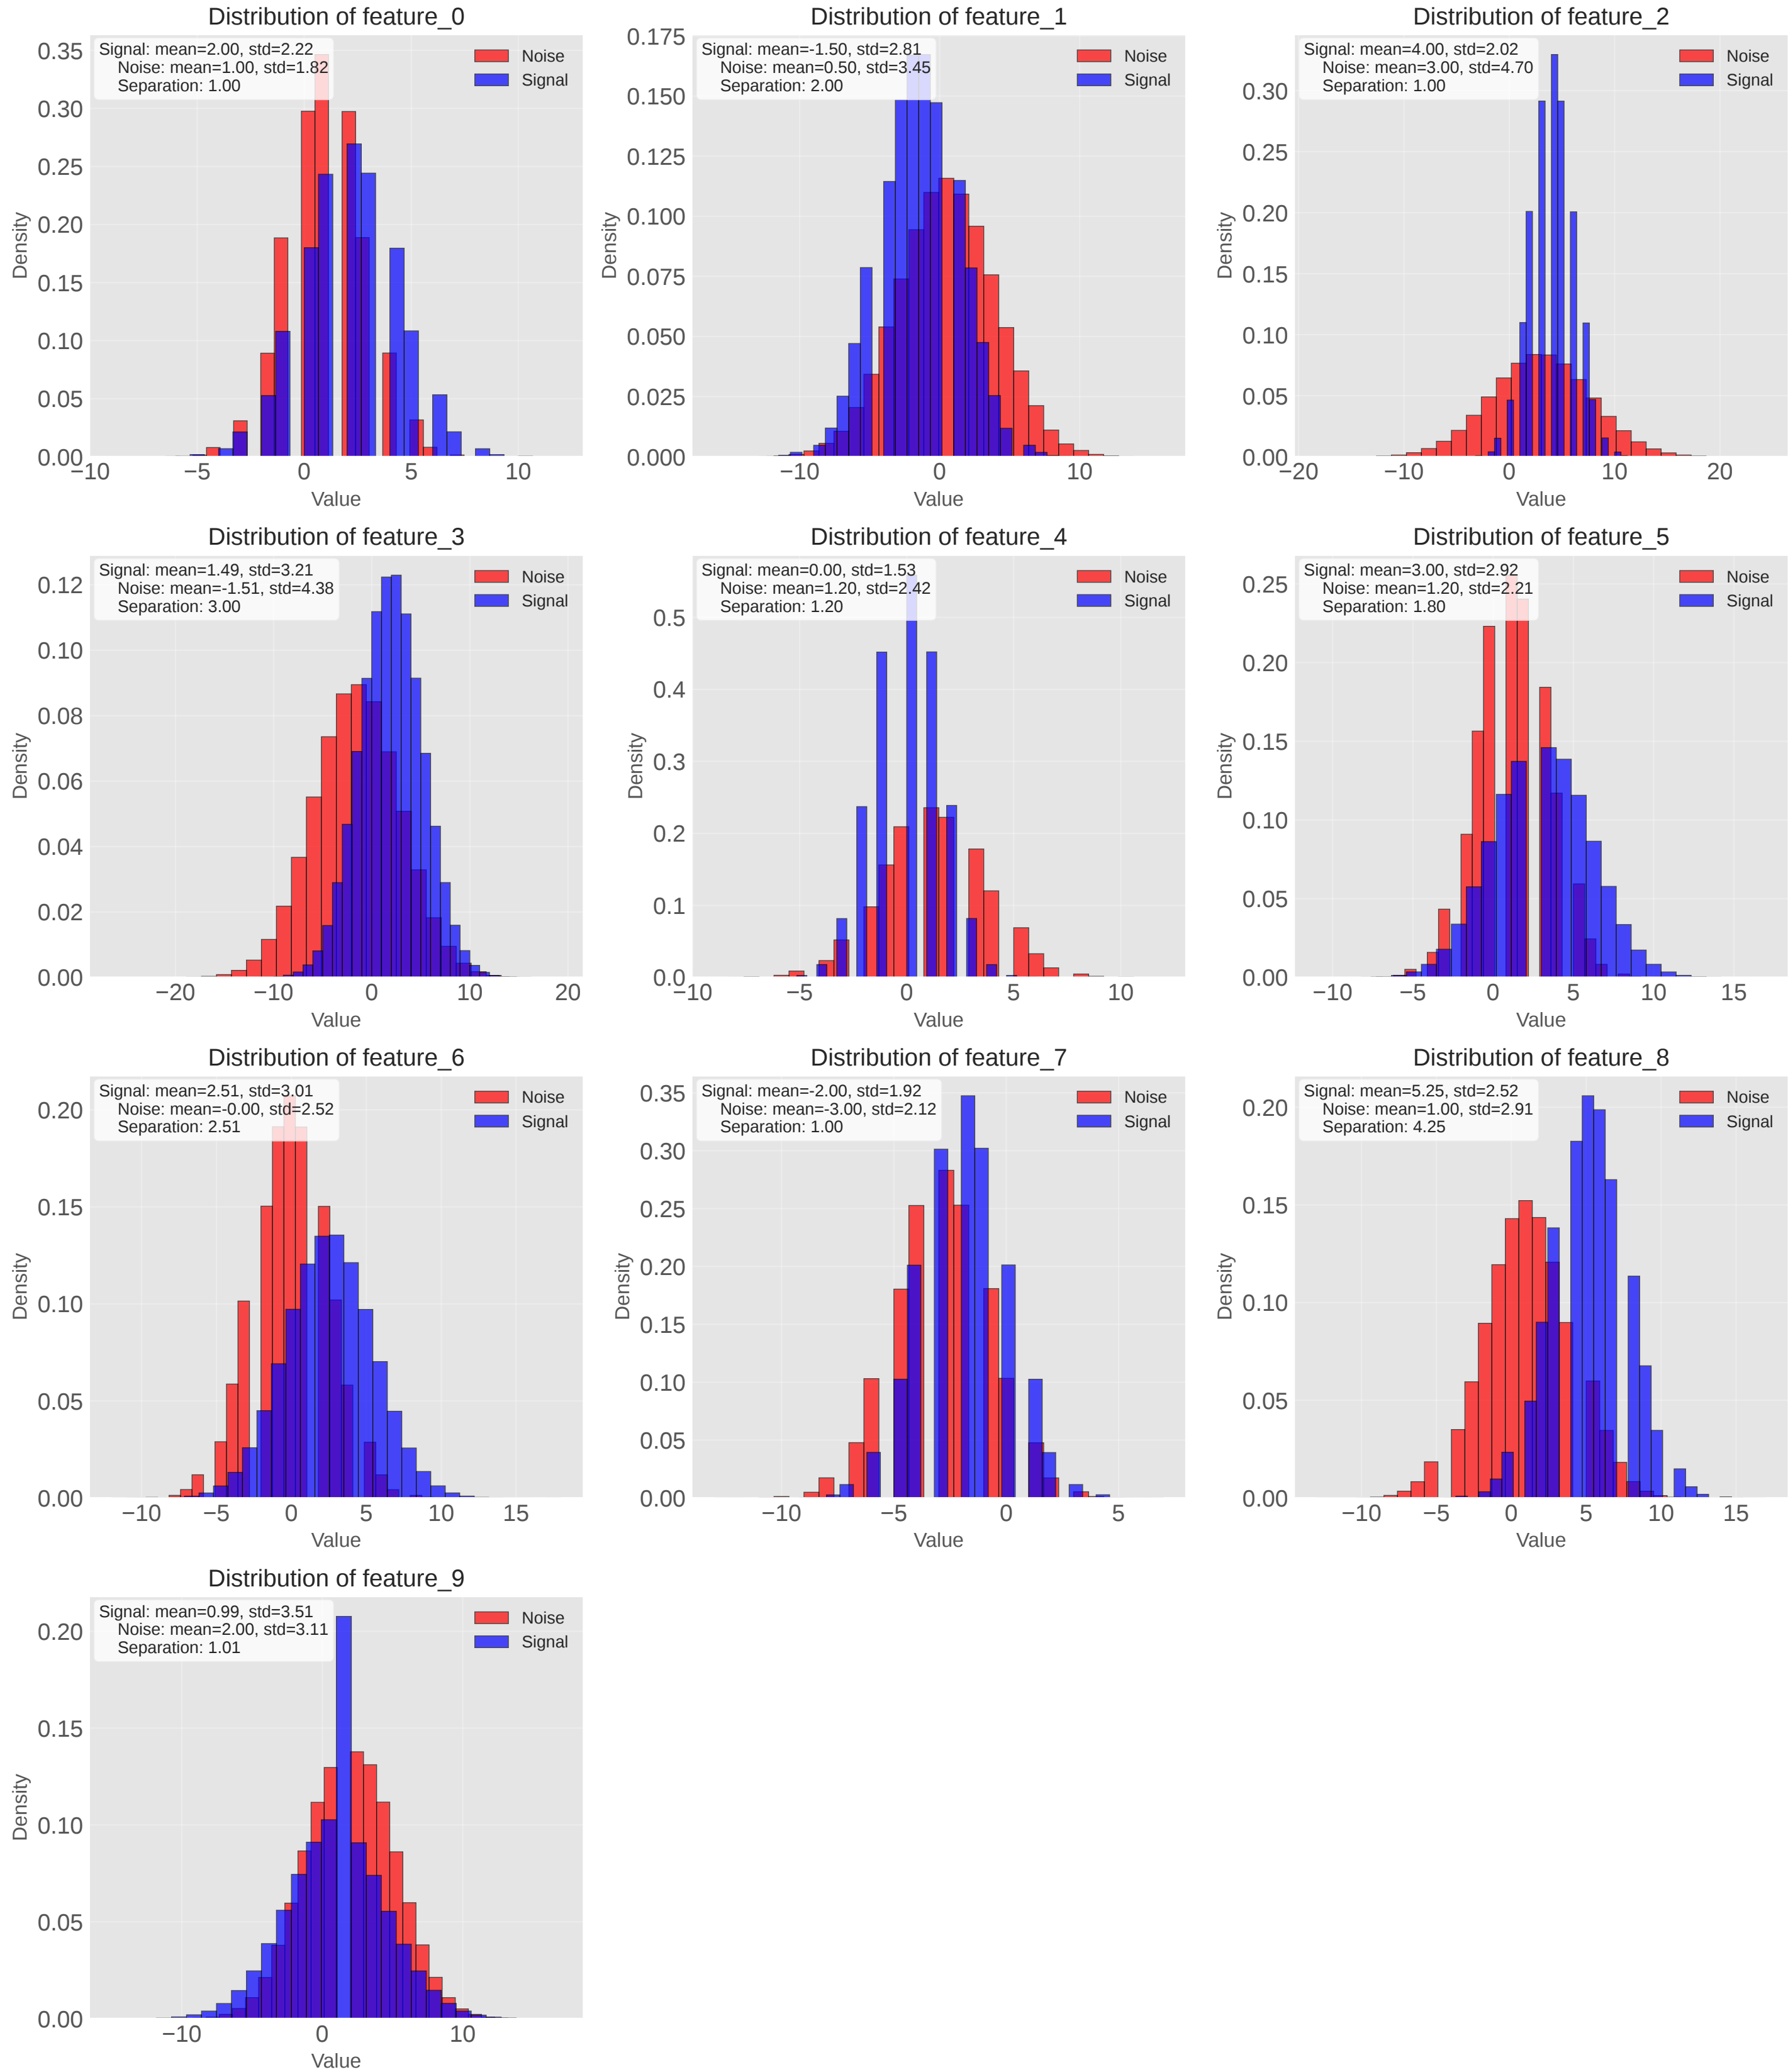 Distribution of feature_0
Signal: mean=2.00, std=2.22
Noise: mean=1.00, std=1.82
Separation: 1.00
Noise
Signal
0.35
0.30
0.25
0.20
0.15
0.10
0.05
0.00
Density
−10 −5 0 5 10
Value
Distribution of feature_1
Signal: mean=-1.50, std=2.81
Noise: mean=0.50, std=3.45
Separation: 2.00
Noise
Signal
0.175
0.150
0.125
0.100
0.075
0.050
0.025
0.000
Density
−10 0 10
Value
Distribution of feature_2
Signal: mean=4.00, std=2.02
Noise: mean=3.00, std=4.70
Separation: 1.00
Noise
Signal
0.30
0.25
0.20
0.15
0.10
0.05
0.00
Density
−20 −10 0 10 20
Value
Distribution of feature_3
Signal: mean=1.49, std=3.21
Noise: mean=-1.51, std=4.38
Separation: 3.00
Noise
Signal
0.12
0.10
0.08
0.06
0.04
0.02
0.00
Density
−20 −10 0 10 20
Value
Distribution of feature_4
Signal: mean=0.00, std=1.53
Noise: mean=1.20, std=2.42
Separation: 1.20
Noise
Signal
0.5
0.4
0.3
0.2
0.1
0.0
Density
−10 −5 0 5 10
Value
Distribution of feature_5
Signal: mean=3.00, std=2.92
Noise: mean=1.20, std=2.21
Separation: 1.80
Noise
Signal
0.25
0.20
0.15
0.10
0.05
0.00
Density
−10 −5 0 5 10 15
Value
Distribution of feature_6
Signal: mean=2.51, std=3.01
Noise: mean=-0.00, std=2.52
Separation: 2.51
Noise
Signal
0.20
0.15
0.10
0.05
0.00
Density
−10 −5 0 5 10 15
Value
Distribution of feature_7
Signal: mean=-2.00, std=1.92
Noise: mean=-3.00, std=2.12
Separation: 1.00
Noise
Signal
0.35
0.30
0.25
0.20
0.15
0.10
0.05
0.00
Density
−10 −5 0 5
Value
Distribution of feature_8
Signal: mean=5.25, std=2.52
Noise: mean=1.00, std=2.91
Separation: 4.25
Noise
Signal
0.20
0.15
0.10
0.05
0.00
Density
−10 −5 0 5 10 15
Value
Distribution of feature_9
Signal: mean=0.99, std=3.51
Noise: mean=2.00, std=3.11
Separation: 1.01
Noise
Signal
0.20
0.15
0.10
0.05
0.00
Density
−10 0 10
Value